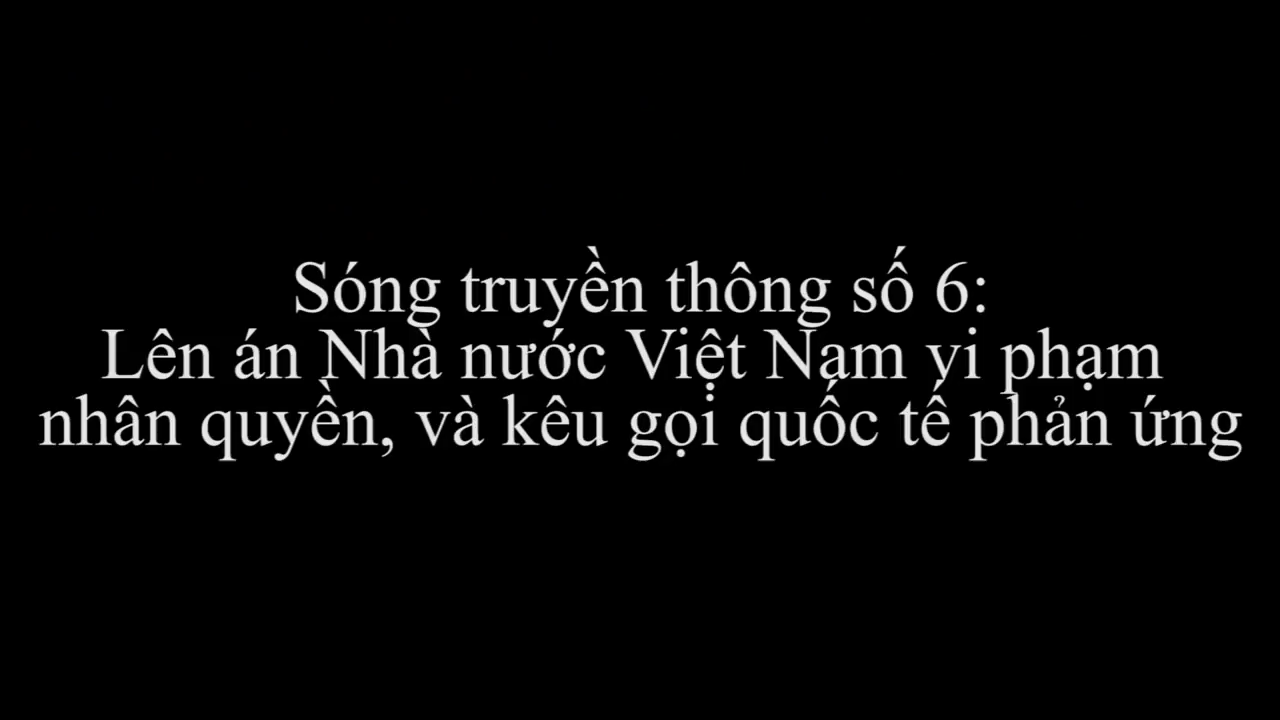 Sóng truyền thông số 6:
Lên án Nhà nước Việt Nam vi phạm
nhân quyền, và kêu gọi quốc tế phản ứng